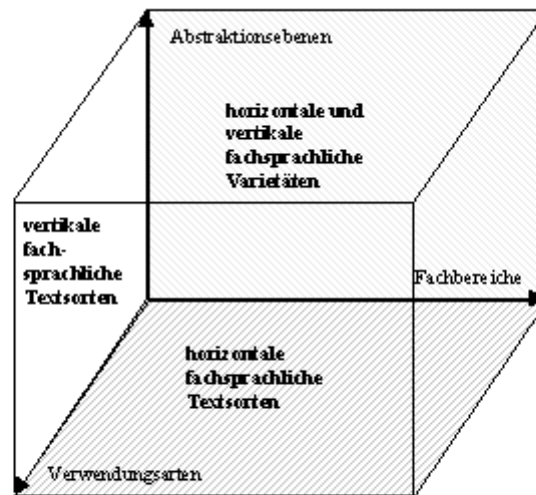 Abstraktionsebenen
horizontale und
vertikale
fachsprachliche
Varietäten
vertikale
fach-
sprachliche
Textsorten
Fachbereiche
horizontale
fachsprachliche
Textsorten
Verwendungsarten